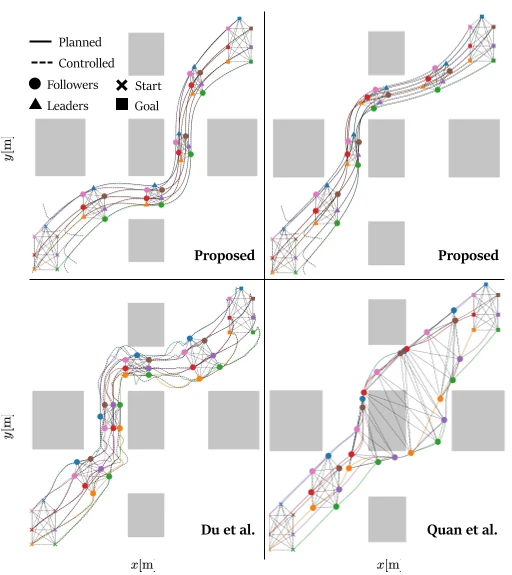 Planned
Controlled
Followers
Start
Leaders
Goal
y[m]
Proposed
Proposed
y[m]
Du et al.
Quan et al.
x[m]
x[m]